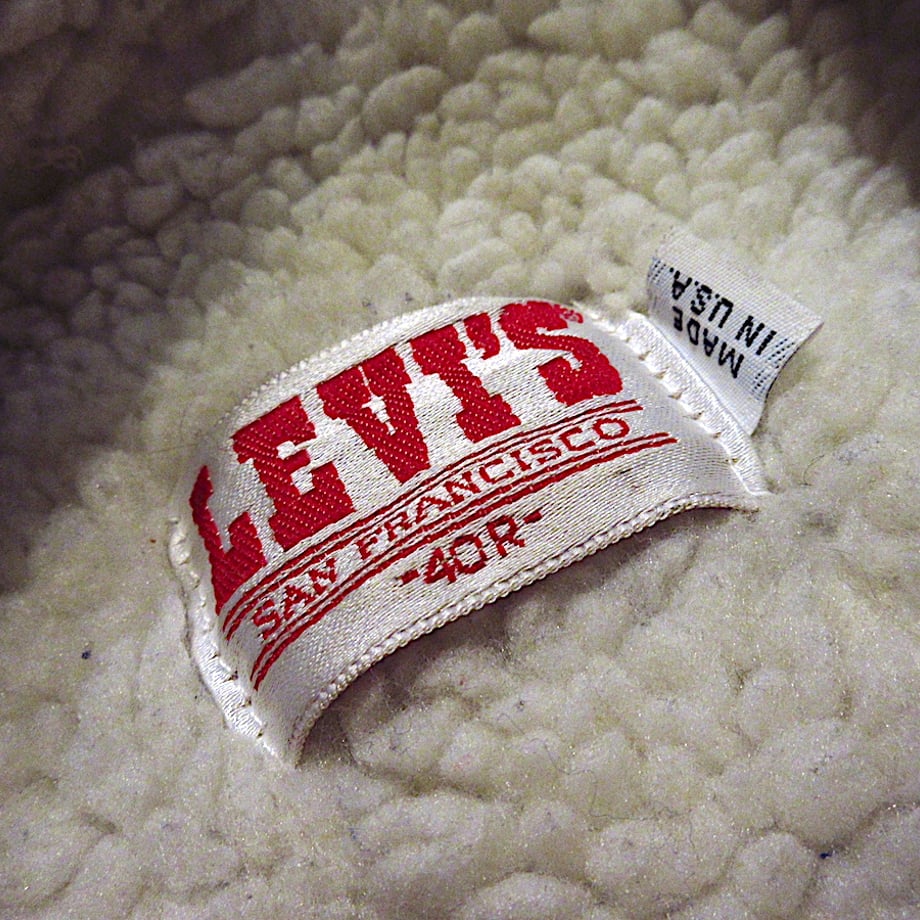 LEVI'S®
SAN FRANCISCO
-40R-
MADE
IN U.S.A.